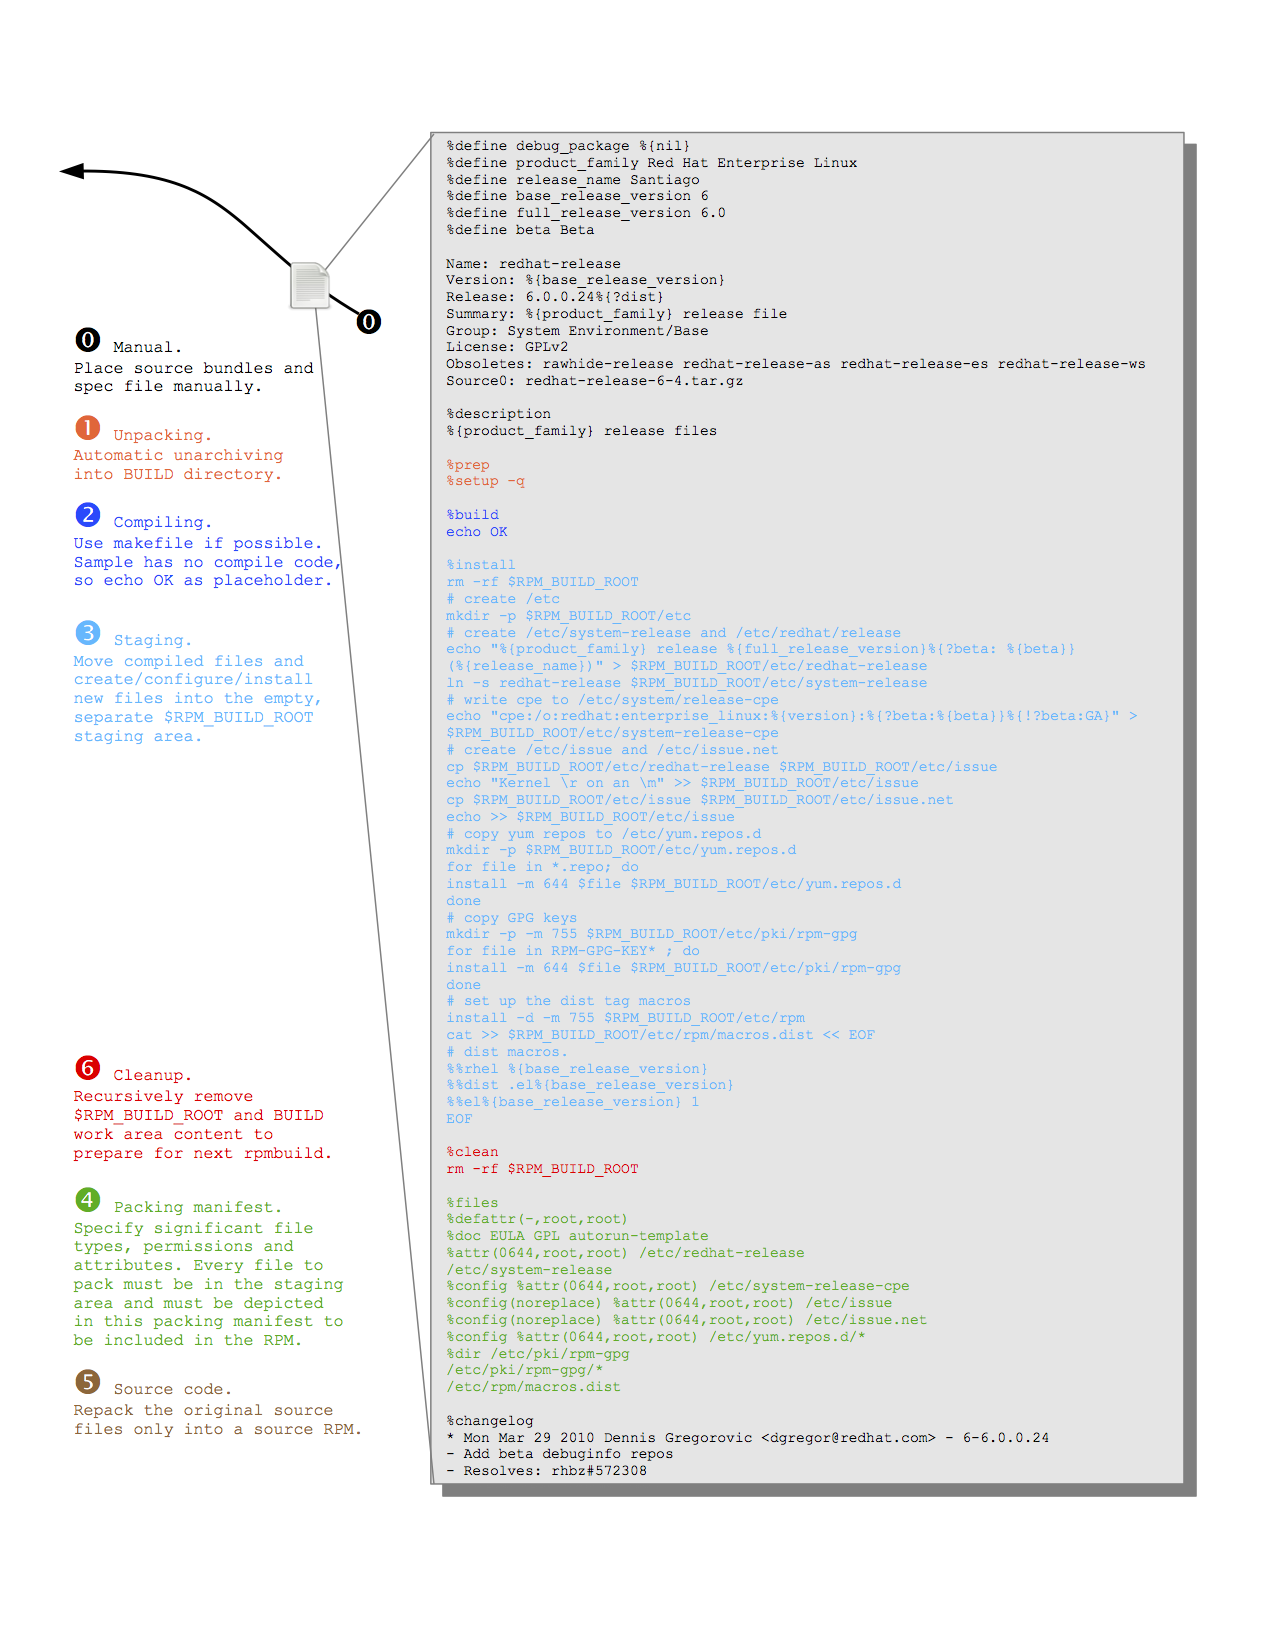 0
0 Manual.
Place source bundles and
spec file manually.
1 Unpacking.
Automatic unarchiving
into BUILD directory.
2 Compiling.
Use makefile if possible.
Sample has no compile code,
so echo OK as placeholder.
3 Staging.
Move compiled files and
create/configure/install
new files into the empty,
separate $RPM_BUILD_ROOT
staging area.
6 Cleanup.
Recursively remove
$RPM_BUILD_ROOT and BUILD
work area content to
prepare for next rpmbuild.
4 Packing manifest.
Specify significant file
types, permissions and
attributes. Every file to
pack must be in the staging
area and must be depicted
in this packing manifest to
be included in the RPM.
5 Source code.
Repack the original source
files only into a source RPM.
%define debug_package %{nil}
%define product_family Red Hat Enterprise Linux
%define release_name Santiago
%define base_release_version 6
%define full_release_version 6.0
%define beta Beta
Name: redhat-release
Version: %{base_release_version}
Release: 6.0.0.24%{?dist}
Summary: %{product_family} release file
Group: System Environment/Base
License: GPLv2
Obsoletes: rawhide-release redhat-release-as redhat-release-es redhat-release-ws
Source0: redhat-release-6-4.tar.gz
%description
%{product_family} release files
%prep
%setup -q
%build
echo OK
%install
rm -rf $RPM_BUILD_ROOT
# create /etc
mkdir -p $RPM_BUILD_ROOT/etc
# create /etc/system-release and /etc/redhat/release
echo "%{product_family} release %{full_release_version}%{?beta: %{beta}}
(%{release_name})" > $RPM_BUILD_ROOT/etc/redhat-release
ln -s redhat-release $RPM_BUILD_ROOT/etc/system-release
# write cpe to /etc/system/release-cpe
echo "cpe:/o:redhat:enterprise_linux:%{version}:%{?beta:%{beta}}%{!?beta:GA}" >
$RPM_BUILD_ROOT/etc/system-release-cpe
# create /etc/issue and /etc/issue.net
cp $RPM_BUILD_ROOT/etc/redhat-release $RPM_BUILD_ROOT/etc/issue
echo "Kernel \r on an \m" >> $RPM_BUILD_ROOT/etc/issue
cp $RPM_BUILD_ROOT/etc/issue $RPM_BUILD_ROOT/etc/issue.net
echo >> $RPM_BUILD_ROOT/etc/issue
# copy yum repos to /etc/yum.repos.d
mkdir -p $RPM_BUILD_ROOT/etc/yum.repos.d
for file in *.repo; do
install -m 644 $file $RPM_BUILD_ROOT/etc/yum.repos.d
done
# copy GPG keys
mkdir -p -m 755 $RPM_BUILD_ROOT/etc/pki/rpm-gpg
for file in RPM-GPG-KEY* ; do
install -m 644 $file $RPM_BUILD_ROOT/etc/pki/rpm-gpg
done
# set up the dist tag macros
install -d -m 755 $RPM_BUILD_ROOT/etc/rpm
cat >> $RPM_BUILD_ROOT/etc/rpm/macros.dist << EOF
# dist macros.
%%rhel %{base_release_version}
%%dist .el%{base_release_version}
%%el%{base_release_version} 1
EOF
%clean
rm -rf $RPM_BUILD_ROOT
%files
%defattr(-,root,root)
%doc EULA GPL autorun-template
%attr(0644,root,root) /etc/redhat-release
/etc/system-release
%config %attr(0644,root,root) /etc/system-release-cpe
%config(noreplace) %attr(0644,root,root) /etc/issue
%config(noreplace) %attr(0644,root,root) /etc/issue.net
%config %attr(0644,root,root) /etc/yum.repos.d/*
%dir /etc/pki/rpm-gpg
/etc/pki/rpm-gpg/*
/etc/rpm/macros.dist
%changelog
* Mon Mar 29 2010 Dennis Gregorovic <dgregor@redhat.com> - 6-6.0.0.24
- Add beta debuginfo repos
- Resolves: rhbz#572308